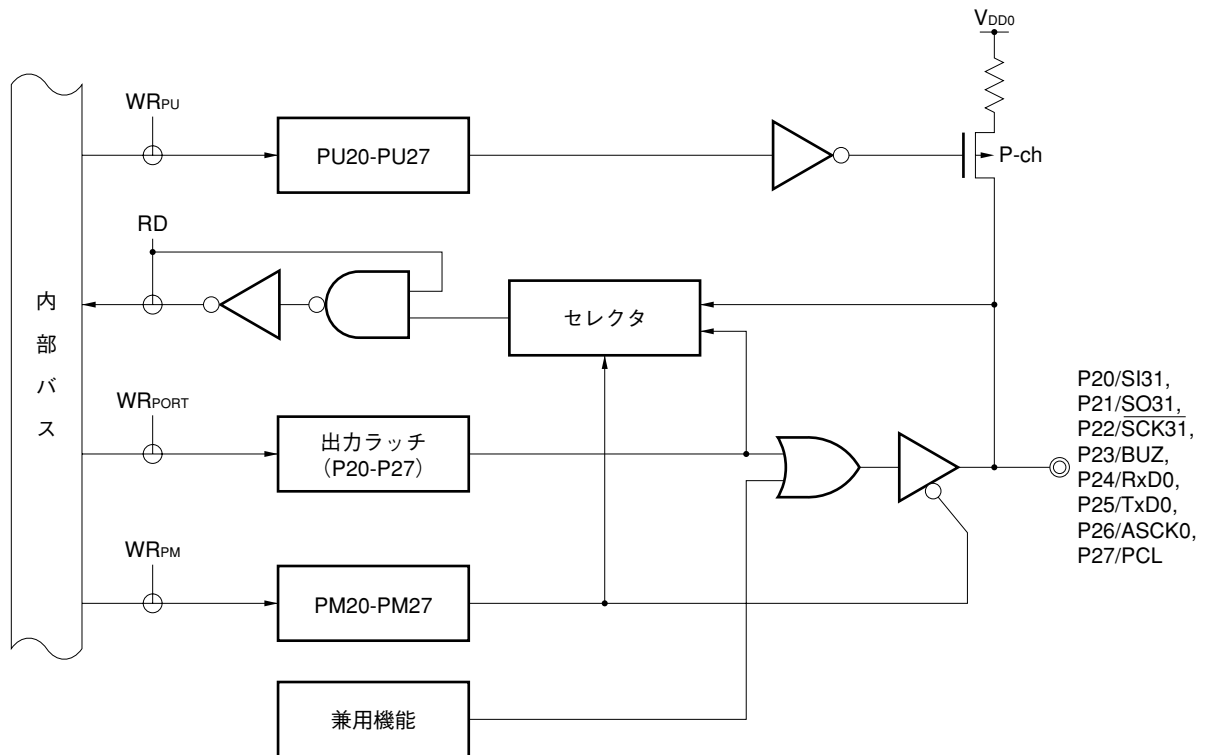 VDD0
WRPU
PU20-PU27
P-ch
RD
セレクタ
内部バス
WRPORT
出力ラッチ
(P20-P27)
P20/SI31,
P21/SO31,
P22/SCK31,
P23/BUZ,
P24/RxD0,
P25/TxD0,
P26/ASCK0,
P27/PCL
WRPM
PM20-PM27
兼用機能